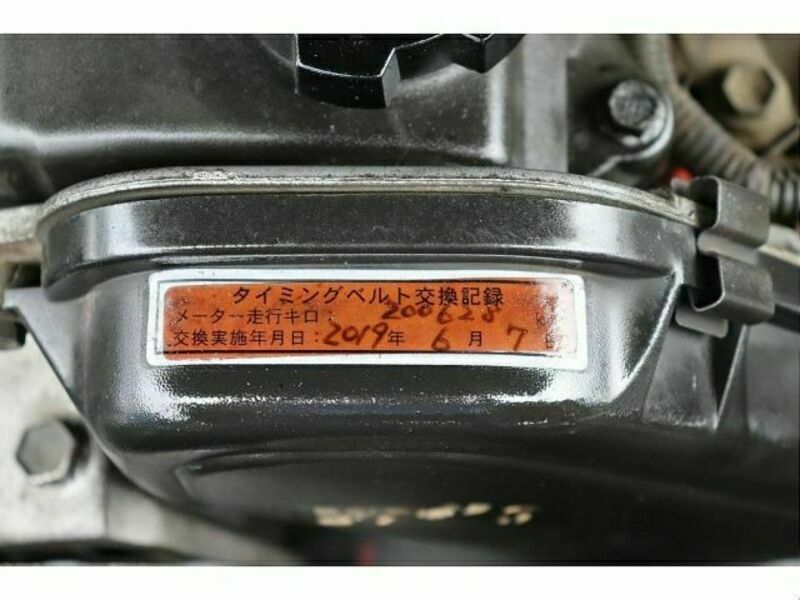 タイミングベルト交換記録
メーター走行キロ： 200628
交換実施年月日：2019年 6 月 7 日